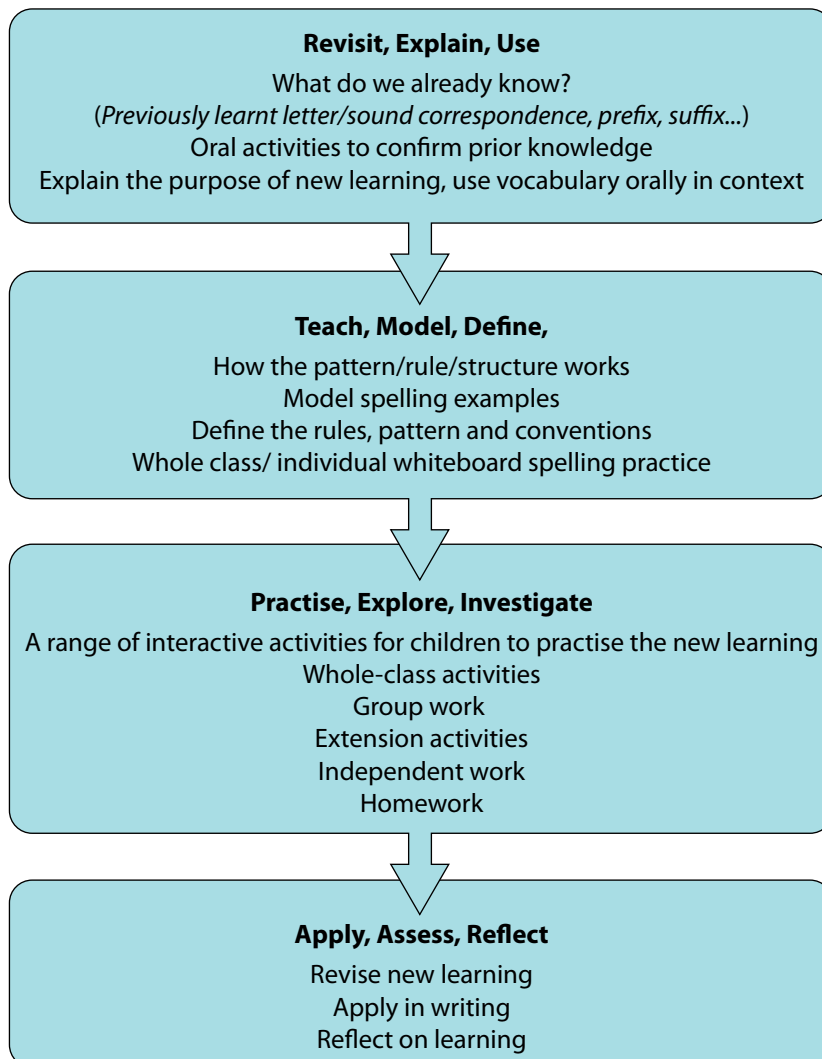 Revisit, Explain, Use
What do we already know?
(Previously learnt letter/sound correspondence, prefix, suffix...)
Oral activities to confirm prior knowledge
Explain the purpose of new learning, use vocabulary orally in context
Teach, Model, Define,
How the pattern/rule/structure works
Model spelling examples
Define the rules, pattern and conventions
Whole class/ individual whiteboard spelling practice
Practise, Explore, Investigate
A range of interactive activities for children to practise the new learning
Whole-class activities
Group work
Extension activities
Independent work
Homework
Apply, Assess, Reflect
Revise new learning
Apply in writing
Reflect on learning